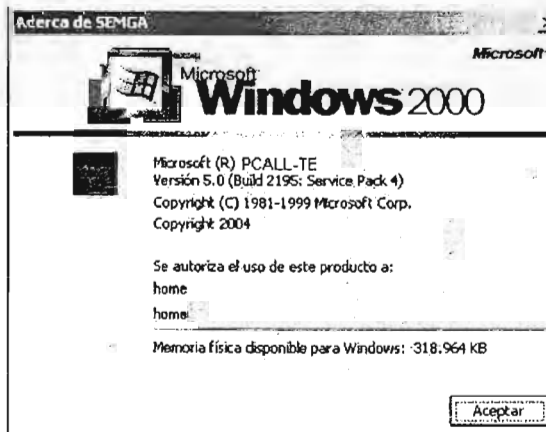 Acerca de SEMGA
Microsoft
Microsoft
Windows 2000
Microsoft (R) PCALL-TE
Versión 5.0 (Build 2195: Service Pack 4)
Copyright (C) 1981-1999 Microsoft Corp.
Copyright 2004
Se autoriza el uso de este producto a:
home
home
Memoria física disponible para Windows: 318.964 KB
Aceptar